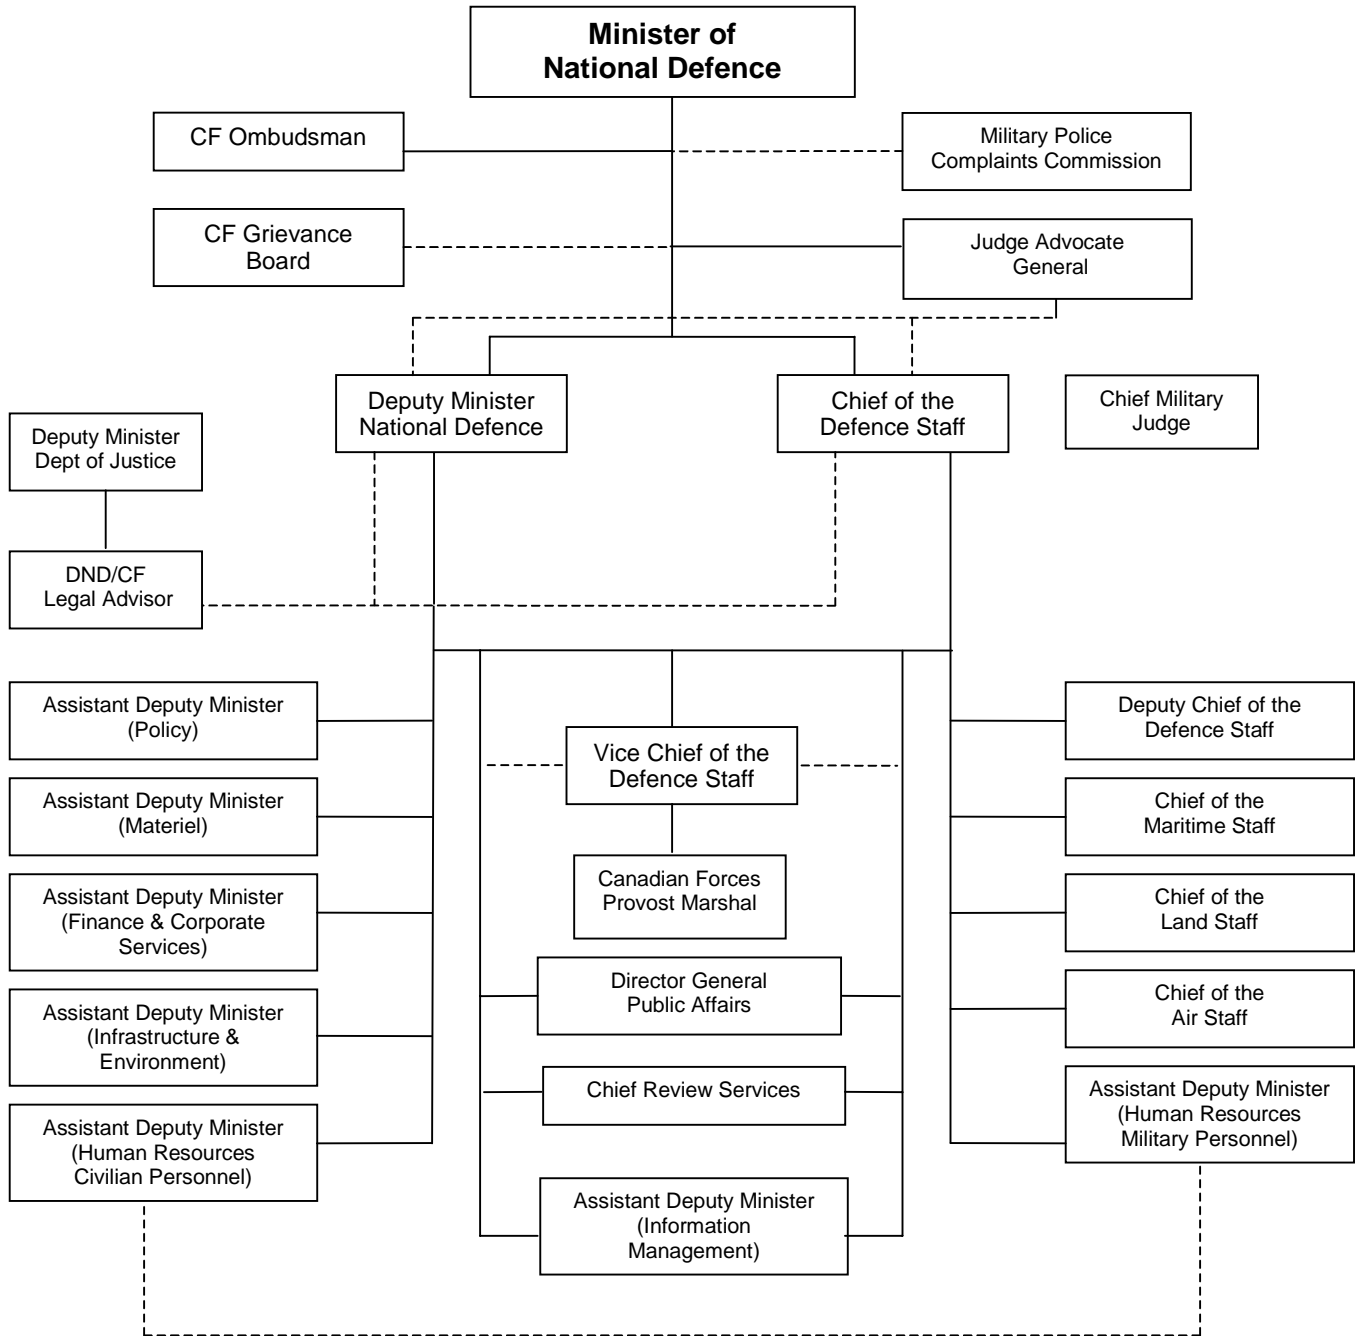 Minister of
National Defence
CF Ombudsman
Military Police
Complaints Commission
CF Grievance
Board
Judge Advocate
General
Deputy Minister
National Defence
Chief of the
Defence Staff
Chief Military
Judge
Deputy Minister
Dept of Justice
DND/CF
Legal Advisor
Assistant Deputy Minister
(Policy)
Vice Chief of the
Defence Staff
Deputy Chief of the
Defence Staff
Assistant Deputy Minister
(Materiel)
Chief of the
Maritime Staff
Canadian Forces
Provost Marshal
Assistant Deputy Minister
(Finance & Corporate
Services)
Chief of the
Land Staff
Director General
Public Affairs
Assistant Deputy Minister
(Infrastructure &
Environment)
Chief of the
Air Staff
Chief Review Services
Assistant Deputy Minister
(Human Resources
Military Personnel)
Assistant Deputy Minister
(Human Resources
Civilian Personnel)
Assistant Deputy Minister
(Information
Management)